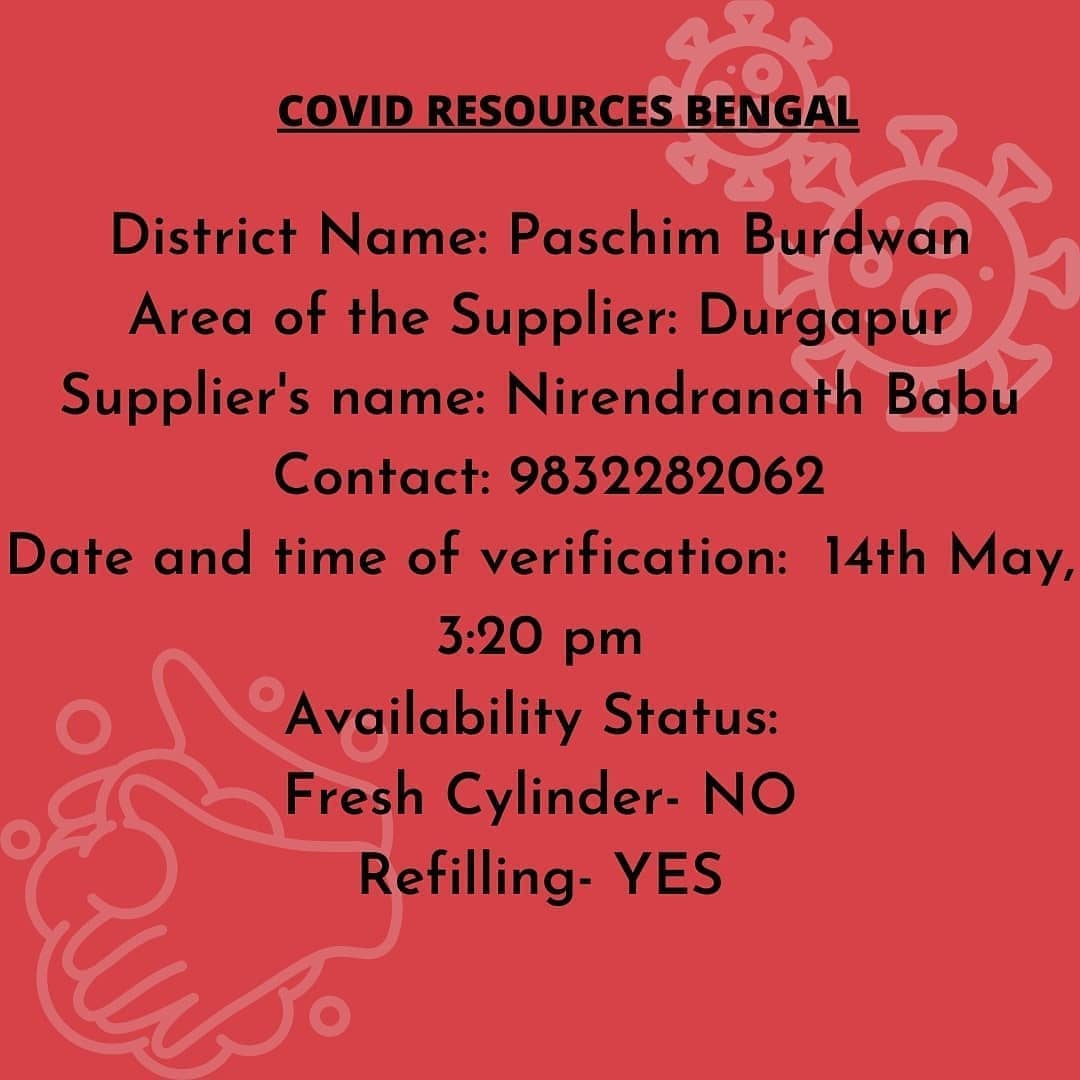 COVID RESOURCES BENGAL
District Name: Paschim Burdwan
Area of the Supplier: Durgapur
Supplier's name: Nirendranath Babu
Contact: 9832282062
Date and time of verification: 14th May,
3:20 pm
Availability Status:
Fresh Cylinder- NO
Refilling- YES